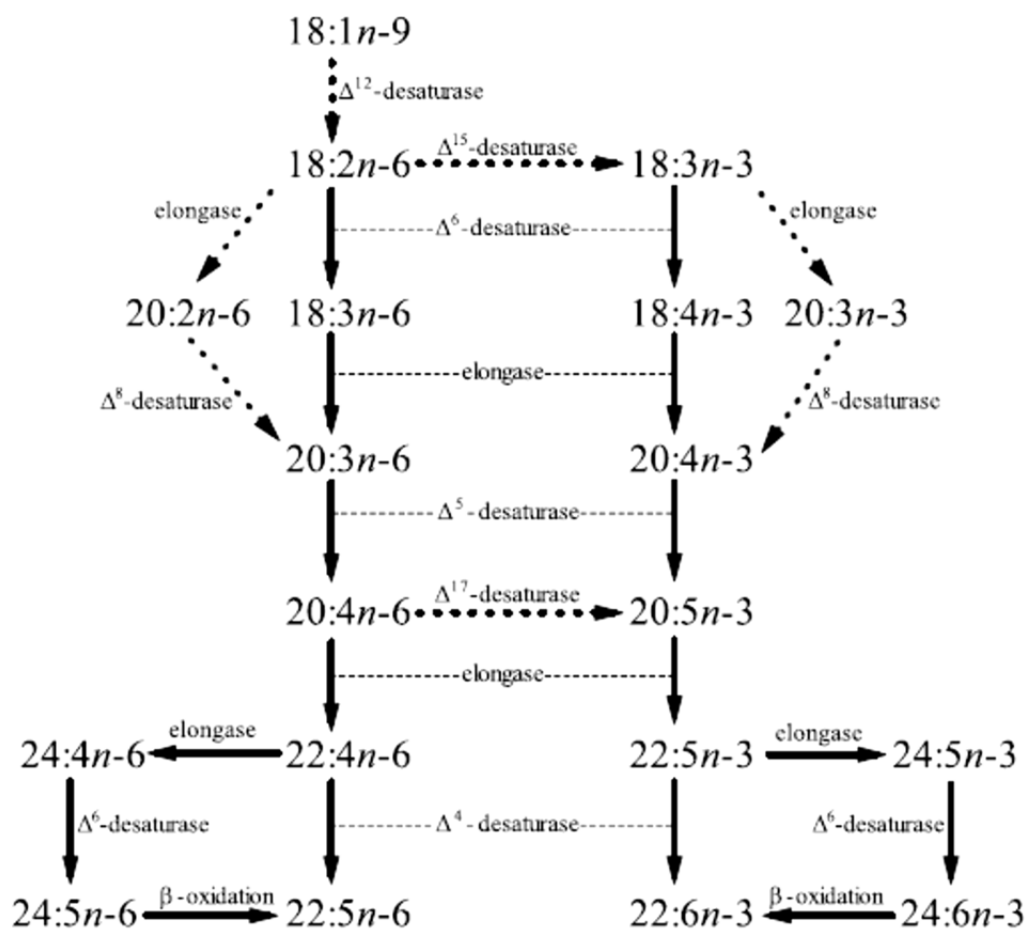 18:1n-9
Δ12-desaturase
18:2n-6 Δ15-desaturase 18:3n-3
elongase Δ6-desaturase elongase
20:2n-6 18:3n-6 18:4n-3 20:3n-3
Δ8-desaturase elongase Δ8-desaturase
20:3n-6 20:4n-3
Δ5-desaturase
20:4n-6 Δ17-desaturase 20:5n-3
elongase
24:4n-6 elongase 22:4n-6 22:5n-3 elongase 24:5n-3
Δ6-desaturase Δ4-desaturase Δ6-desaturase
24:5n-6 β-oxidation 22:5n-6 22:6n-3 β-oxidation 24:6n-3